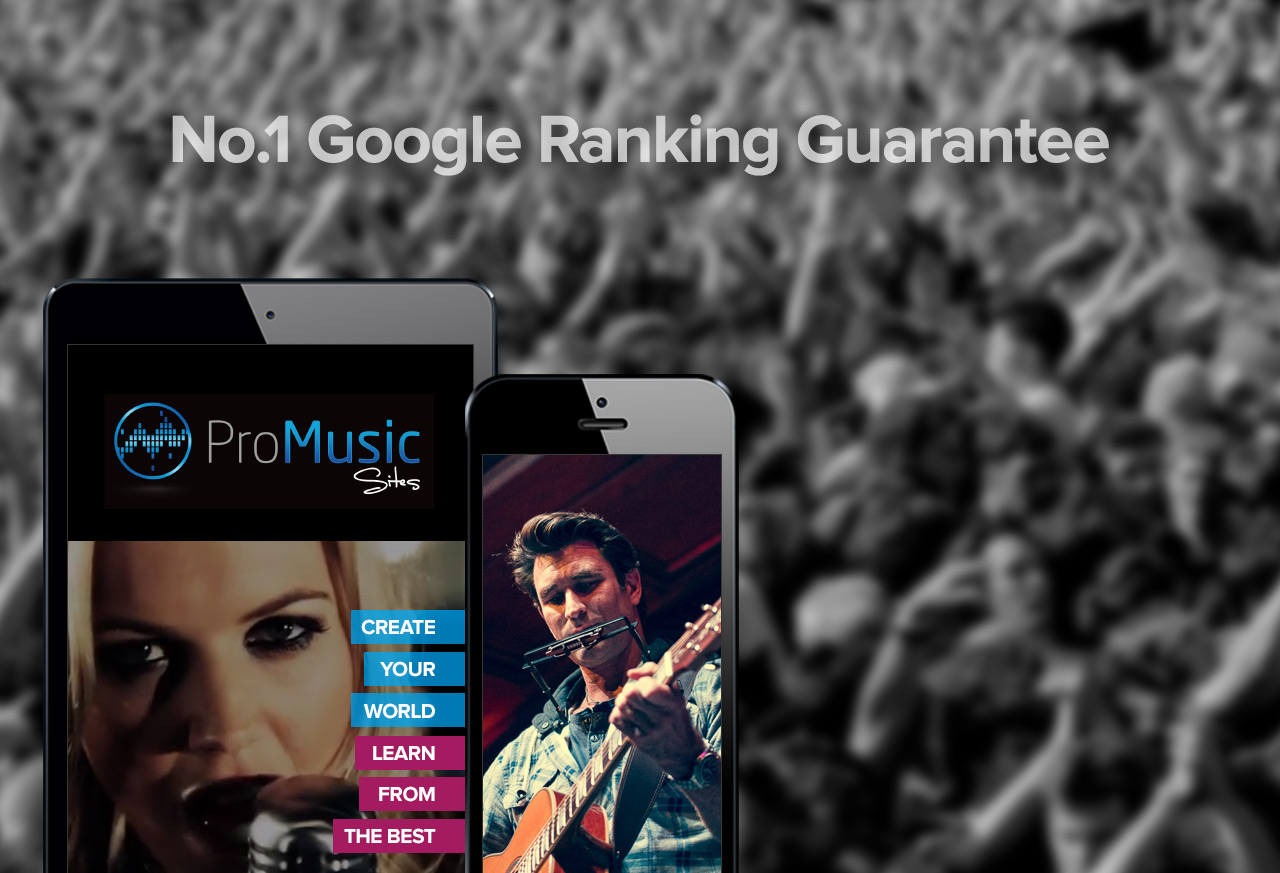 No.1 Google Ranking Guarantee
ProMusic
Sites
CREATE
YOUR
WORLD
LEARN
FROM
THE BEST